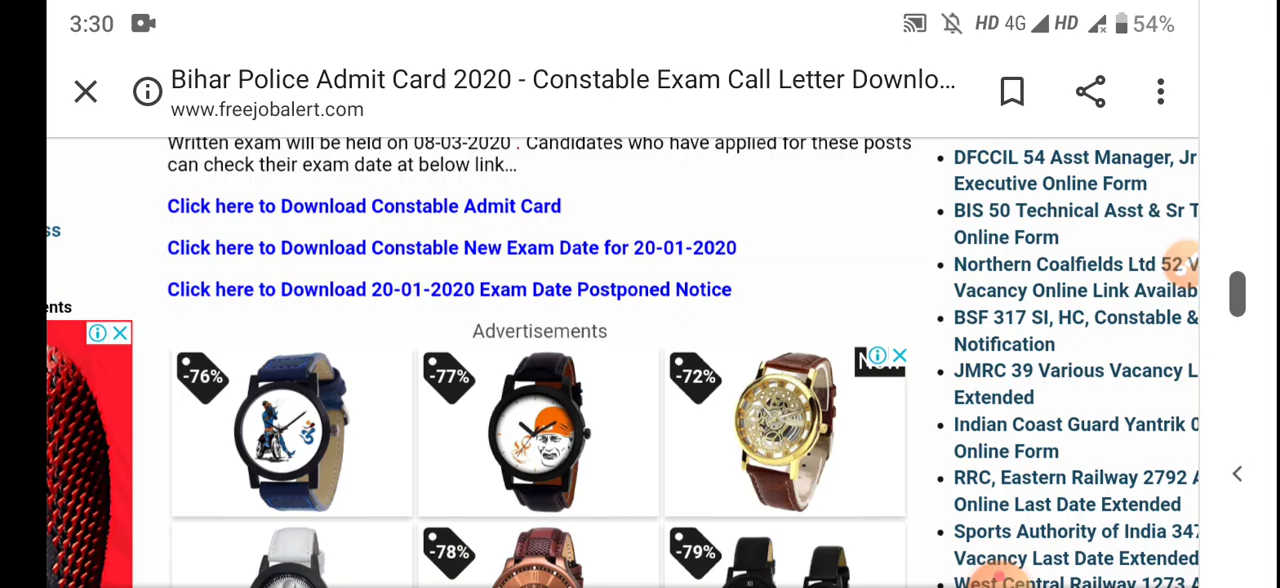 3:30
HD 4G HD 54%
Bihar Police Admit Card 2020 - Constable Exam Call Letter Downlo...
www.freejobalert.com
Written exam will be held on 08-03-2020 . Candidates who have applied for these posts
can check their exam date at below link...
Click here to Download Constable Admit Card
Click here to Download Constable New Exam Date for 20-01-2020
Click here to Download 20-01-2020 Exam Date Postponed Notice
ss
ents
Advertisements
-76%
-77%
-72%
-78%
-79%
DFCCIL 54 Asst Manager, Jr
Executive Online Form
BIS 50 Technical Asst & Sr T
Online Form
Northern Coalfields Ltd 52 V
Vacancy Online Link Availab
BSF 317 SI, HC, Constable &
Notification
JMRC 39 Various Vacancy L
Extended
Indian Coast Guard Yantrik 0
Online Form
RRC, Eastern Railway 2792 A
Online Last Date Extended
Sports Authority of India 347
Vacancy Last Date Extended
West Central Railway 1273 A